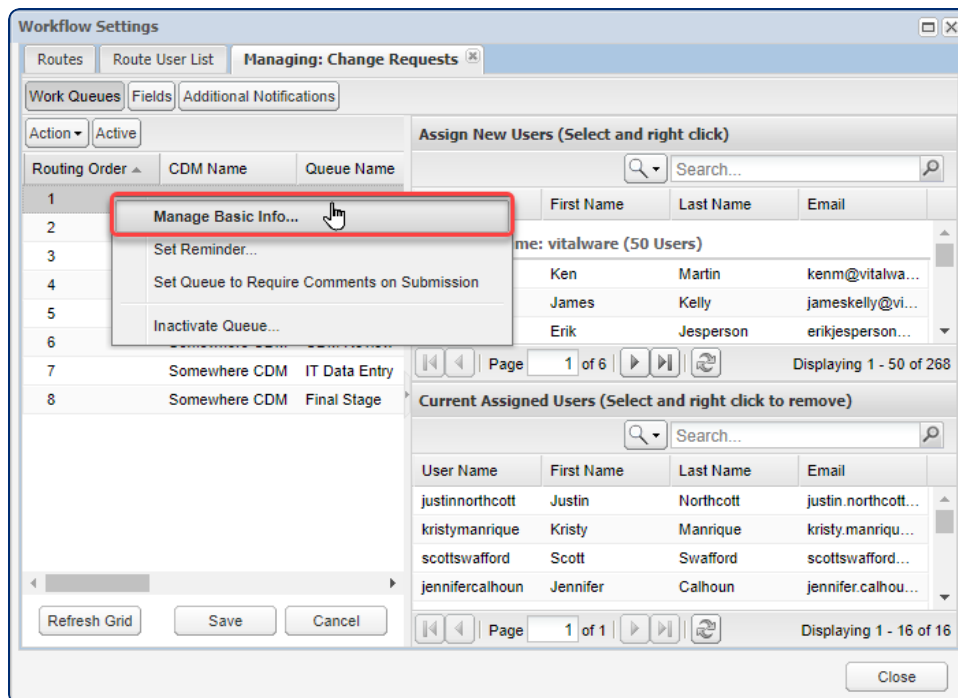 Workflow Settings
Routes Route User List Managing: Change Requests
Work Queues Fields Additional Notifications
Action Active
Routing Order CDM Name Queue Name
1
2
3
4
5
6
7 Somewhere CDM IT Data Entry
8 Somewhere CDM Final Stage
Manage Basic Info...
Set Reminder...
Set Queue to Require Comments on Submission
Inactivate Queue...
Refresh Grid Save Cancel
Assign New Users (Select and right click)
Search...
First Name Last Name Email
me: vitalware (50 Users)
Ken Martin kenm@vitalwa...
James Kelly jameskelly@vi...
Erik Jesperson erikjesperson...
Page 1 of 6 Displaying 1 - 50 of 268
Current Assigned Users (Select and right click to remove)
Search...
User Name First Name Last Name Email
justinnorthcott Justin Northcott justin.northcott...
kristymanrique Kristy Manrique kristy.manriqu...
scottswafford Scott Swafford scottswafford...
jennifercalhoun Jennifer Calhoun jennifer.calhou...
Page 1 of 1 Displaying 1 - 16 of 16
Close